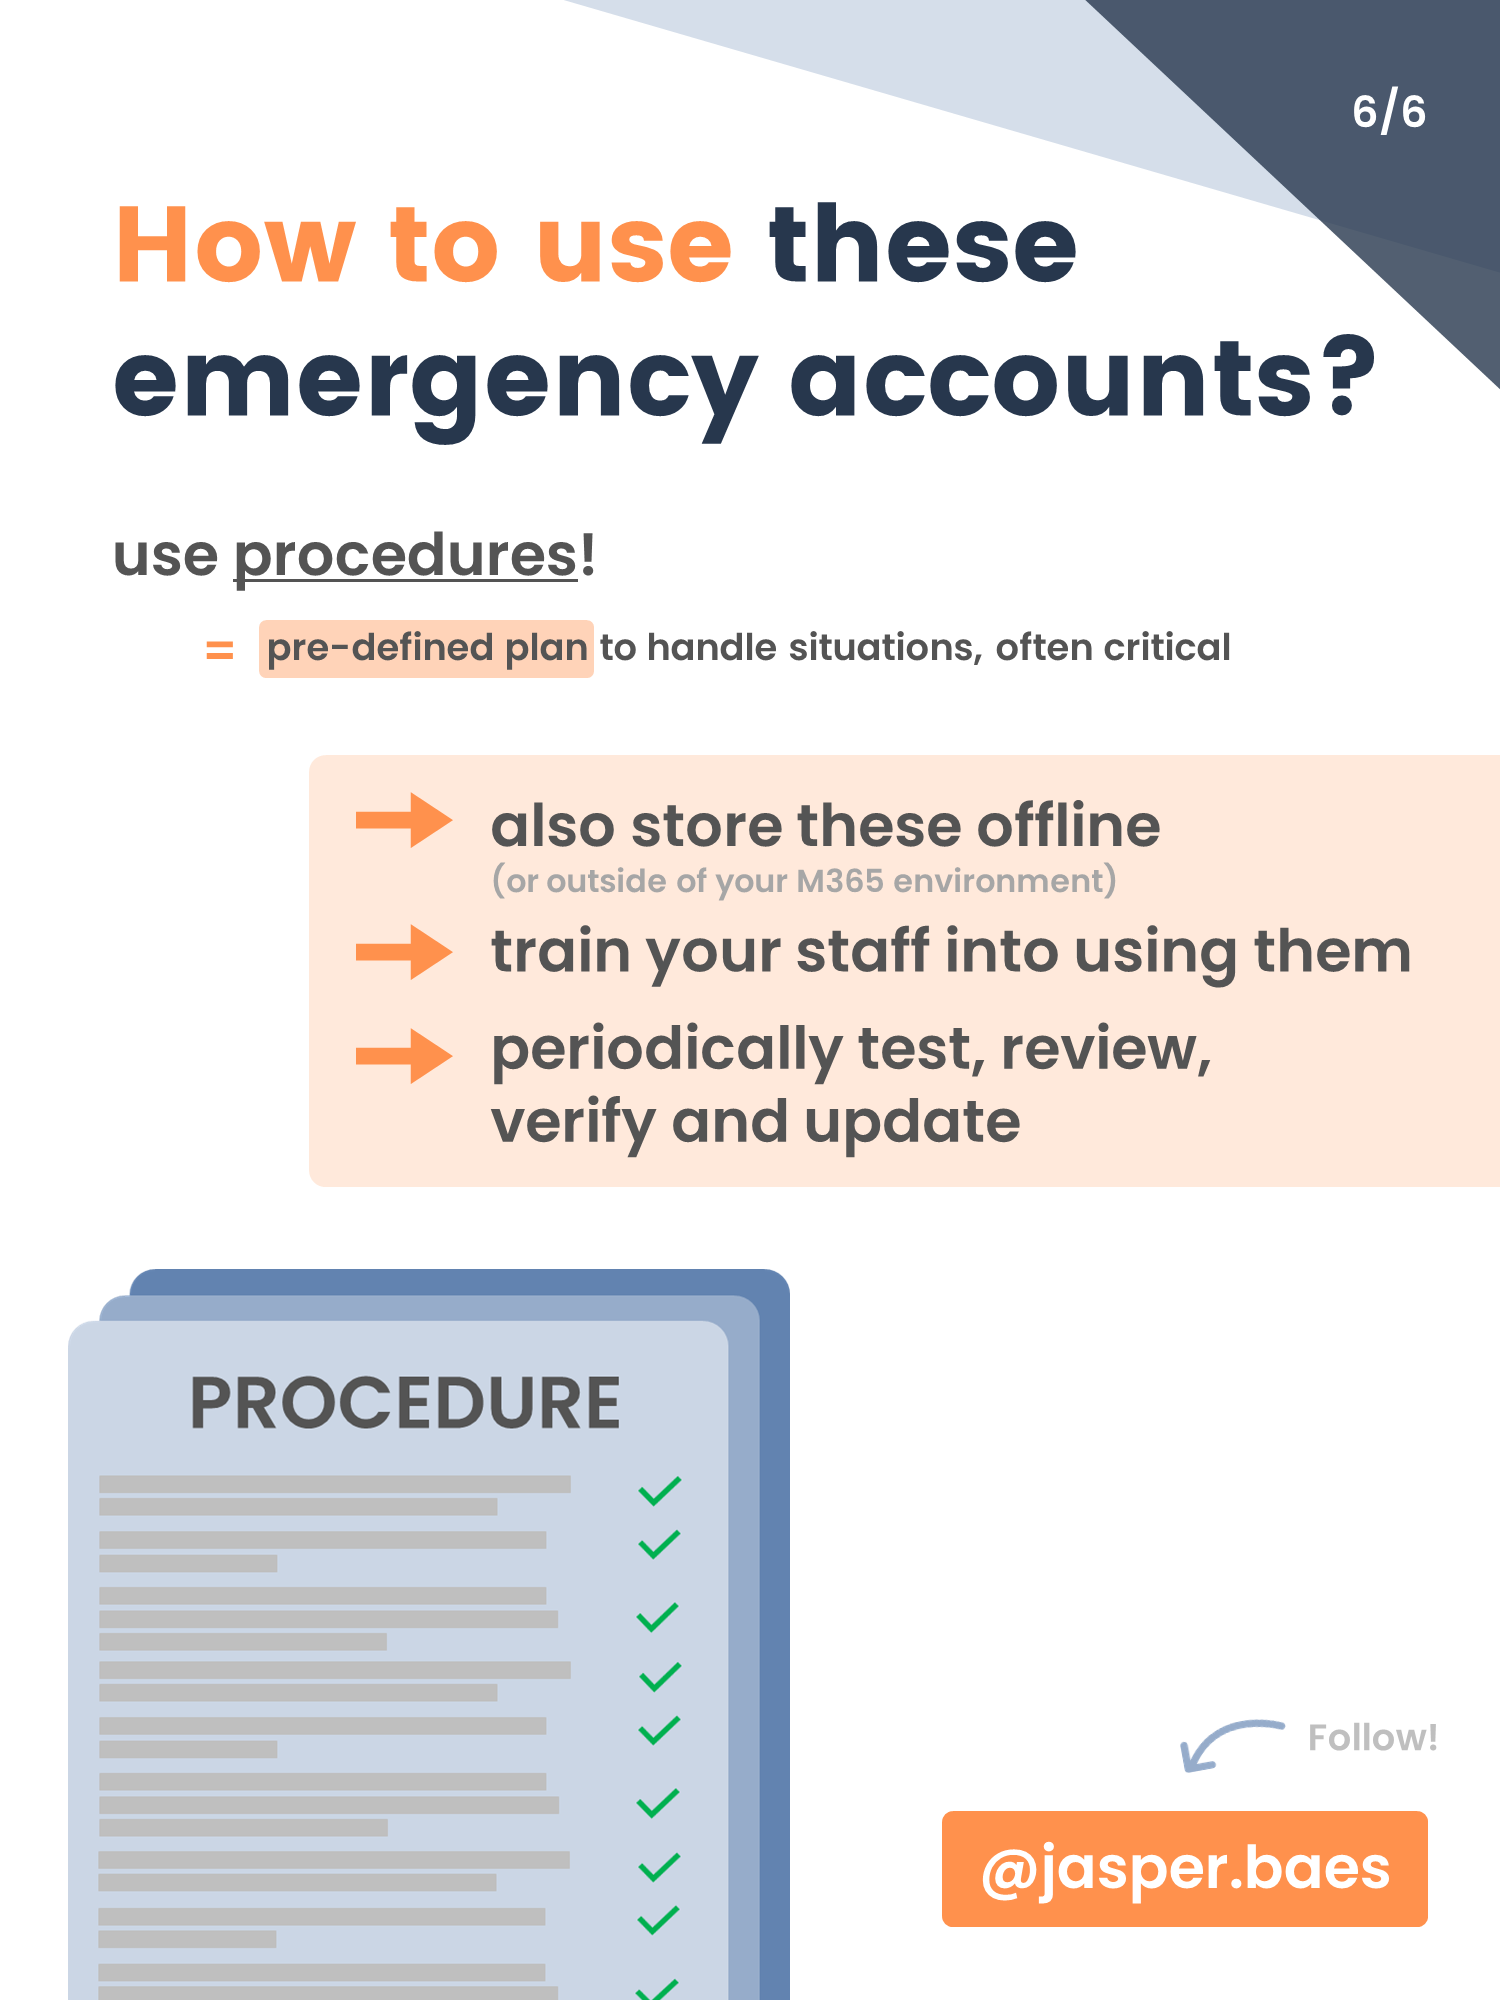 6/6
How to use these
emergency accounts?
use procedures!
= pre-defined plan to handle situations, often critical
also store these offline
(or outside of your M365 environment)
train your staff into using them
periodically test, review,
verify and update
PROCEDURE
Follow!
@jasper.baes